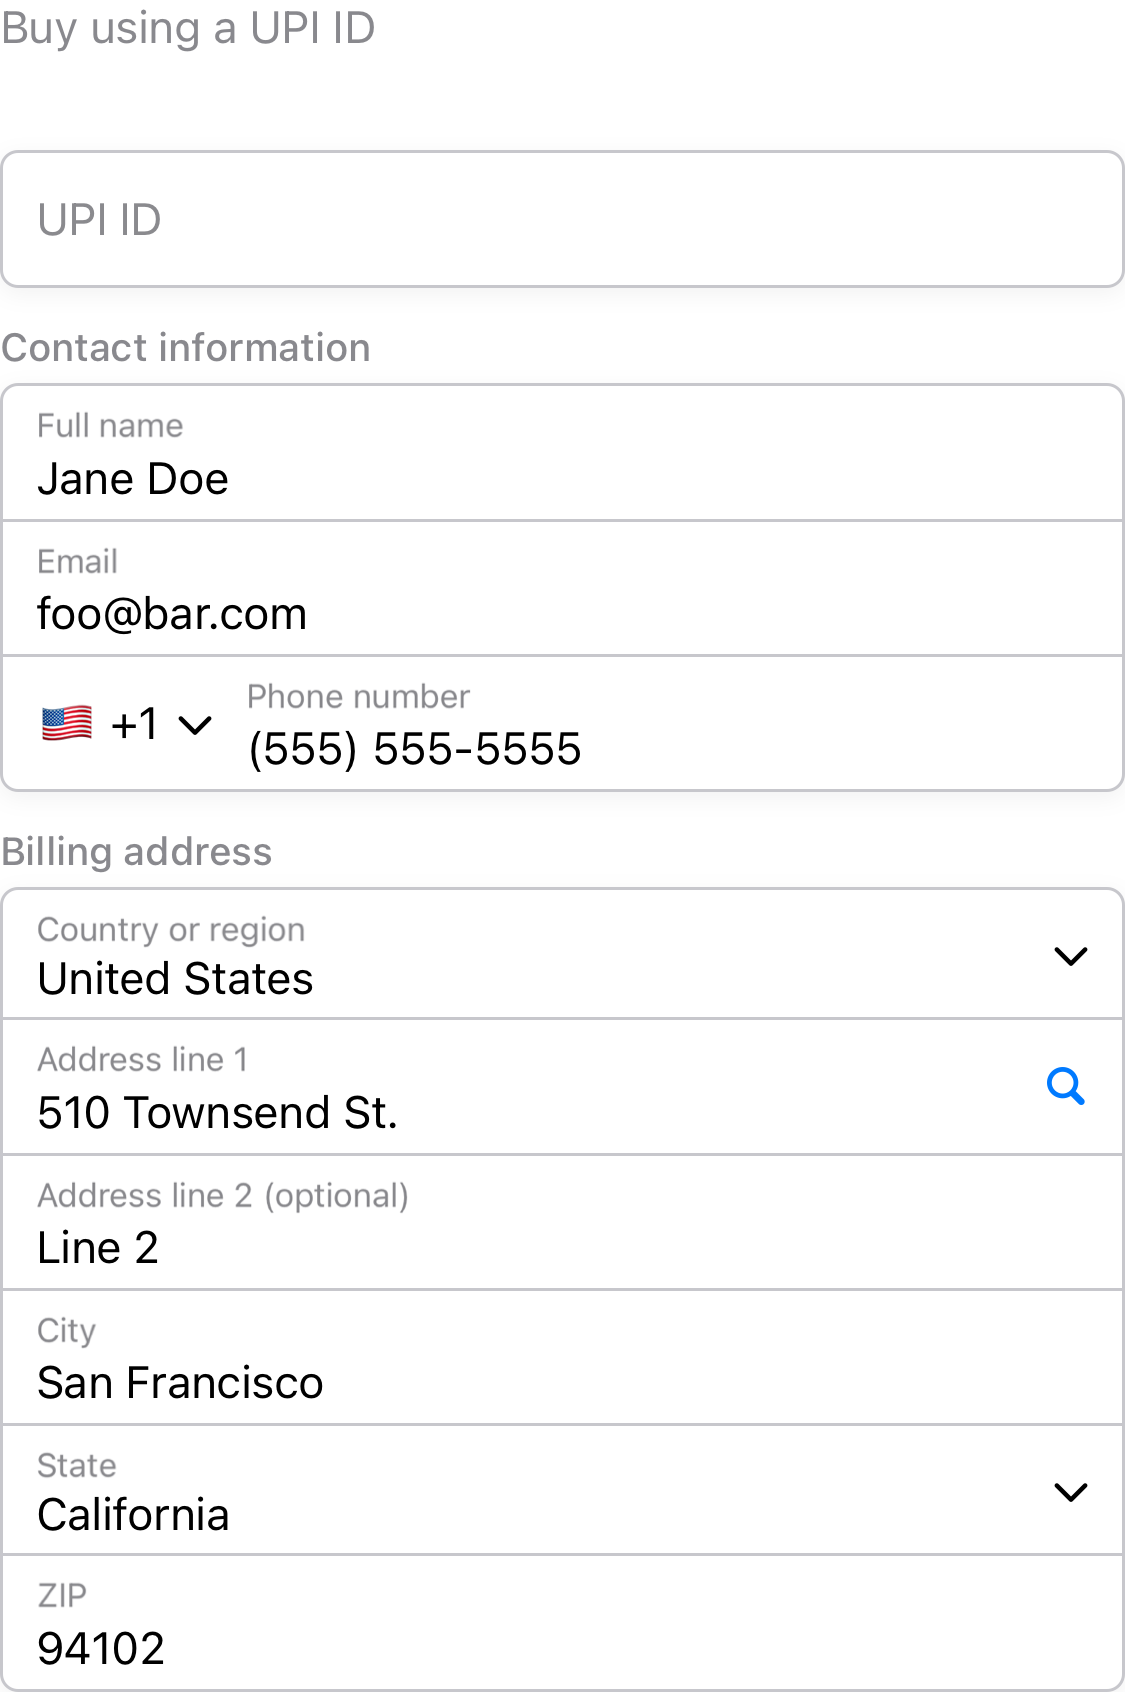 Buy using a UPI ID
UPI ID
Contact information
Full name
Jane Doe
Email
foo@bar.com
🇺🇸 +1
Phone number
(555) 555-5555
Billing address
Country or region
United States
Address line 1
510 Townsend St.
Address line 2 (optional)
Line 2
City
San Francisco
State
California
ZIP
94102